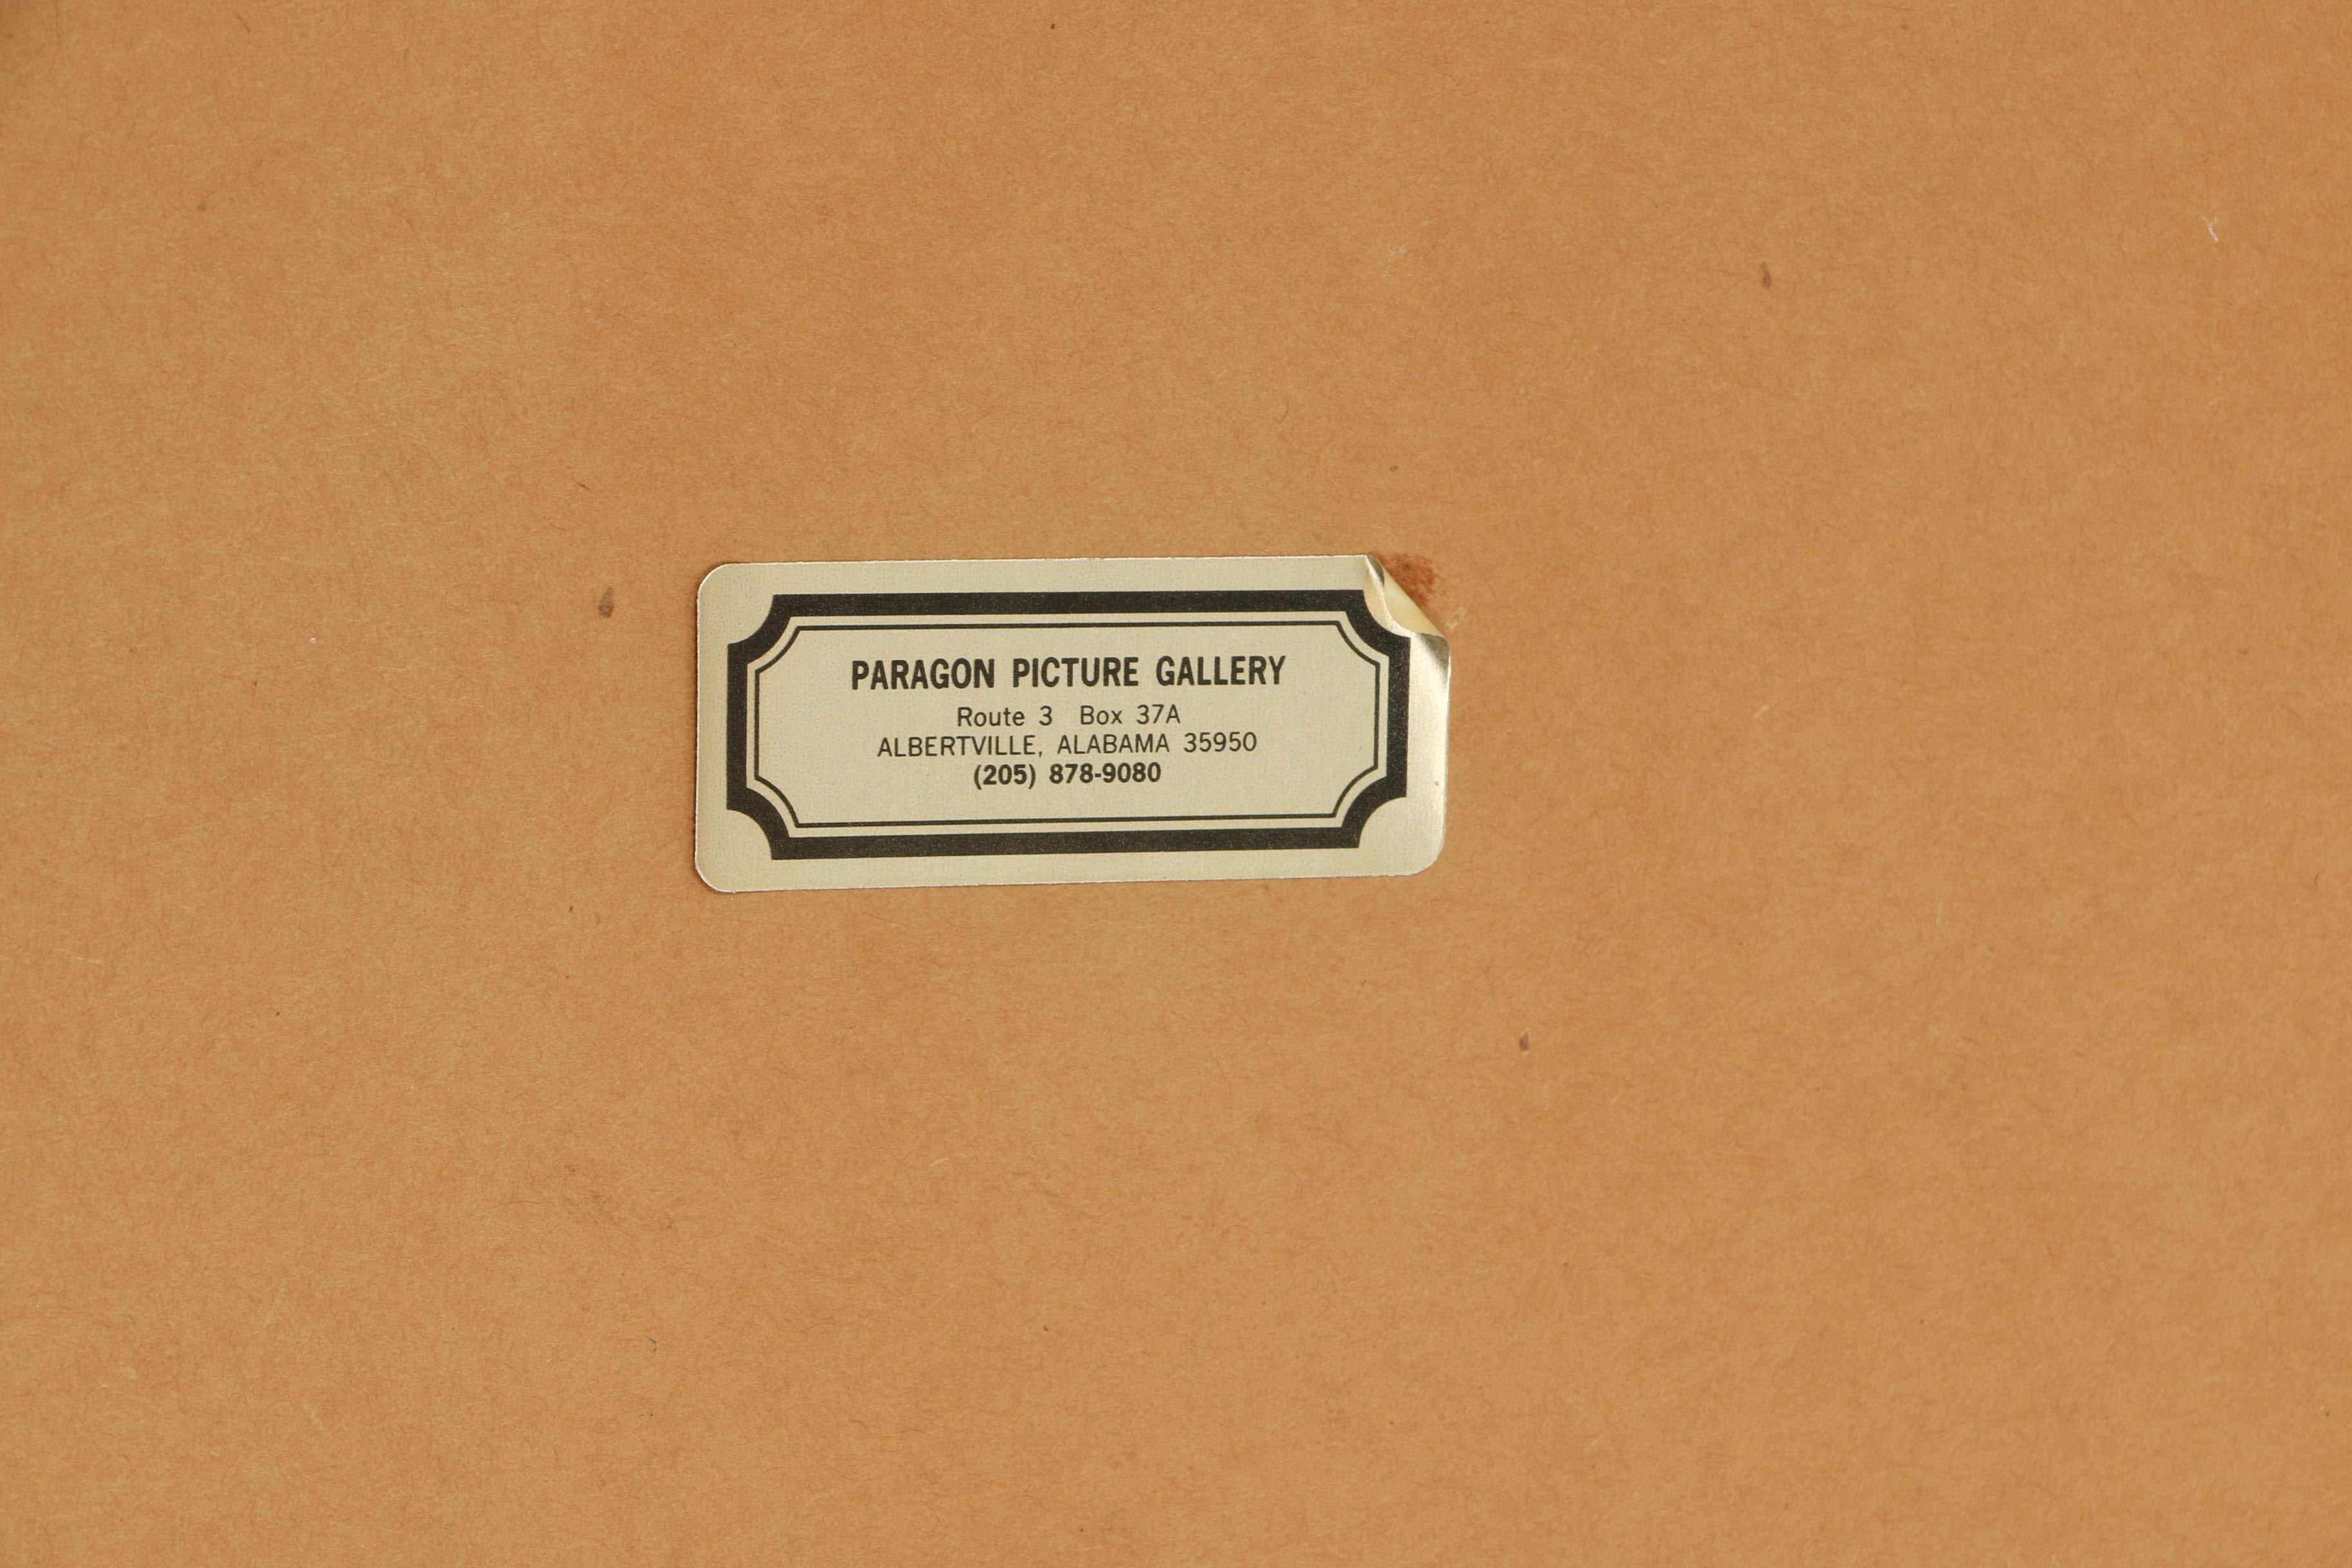 PARAGON PICTURE GALLERY
Route 3 Box 37A
ALBERTVILLE, ALABAMA 35950
(205) 878-9080